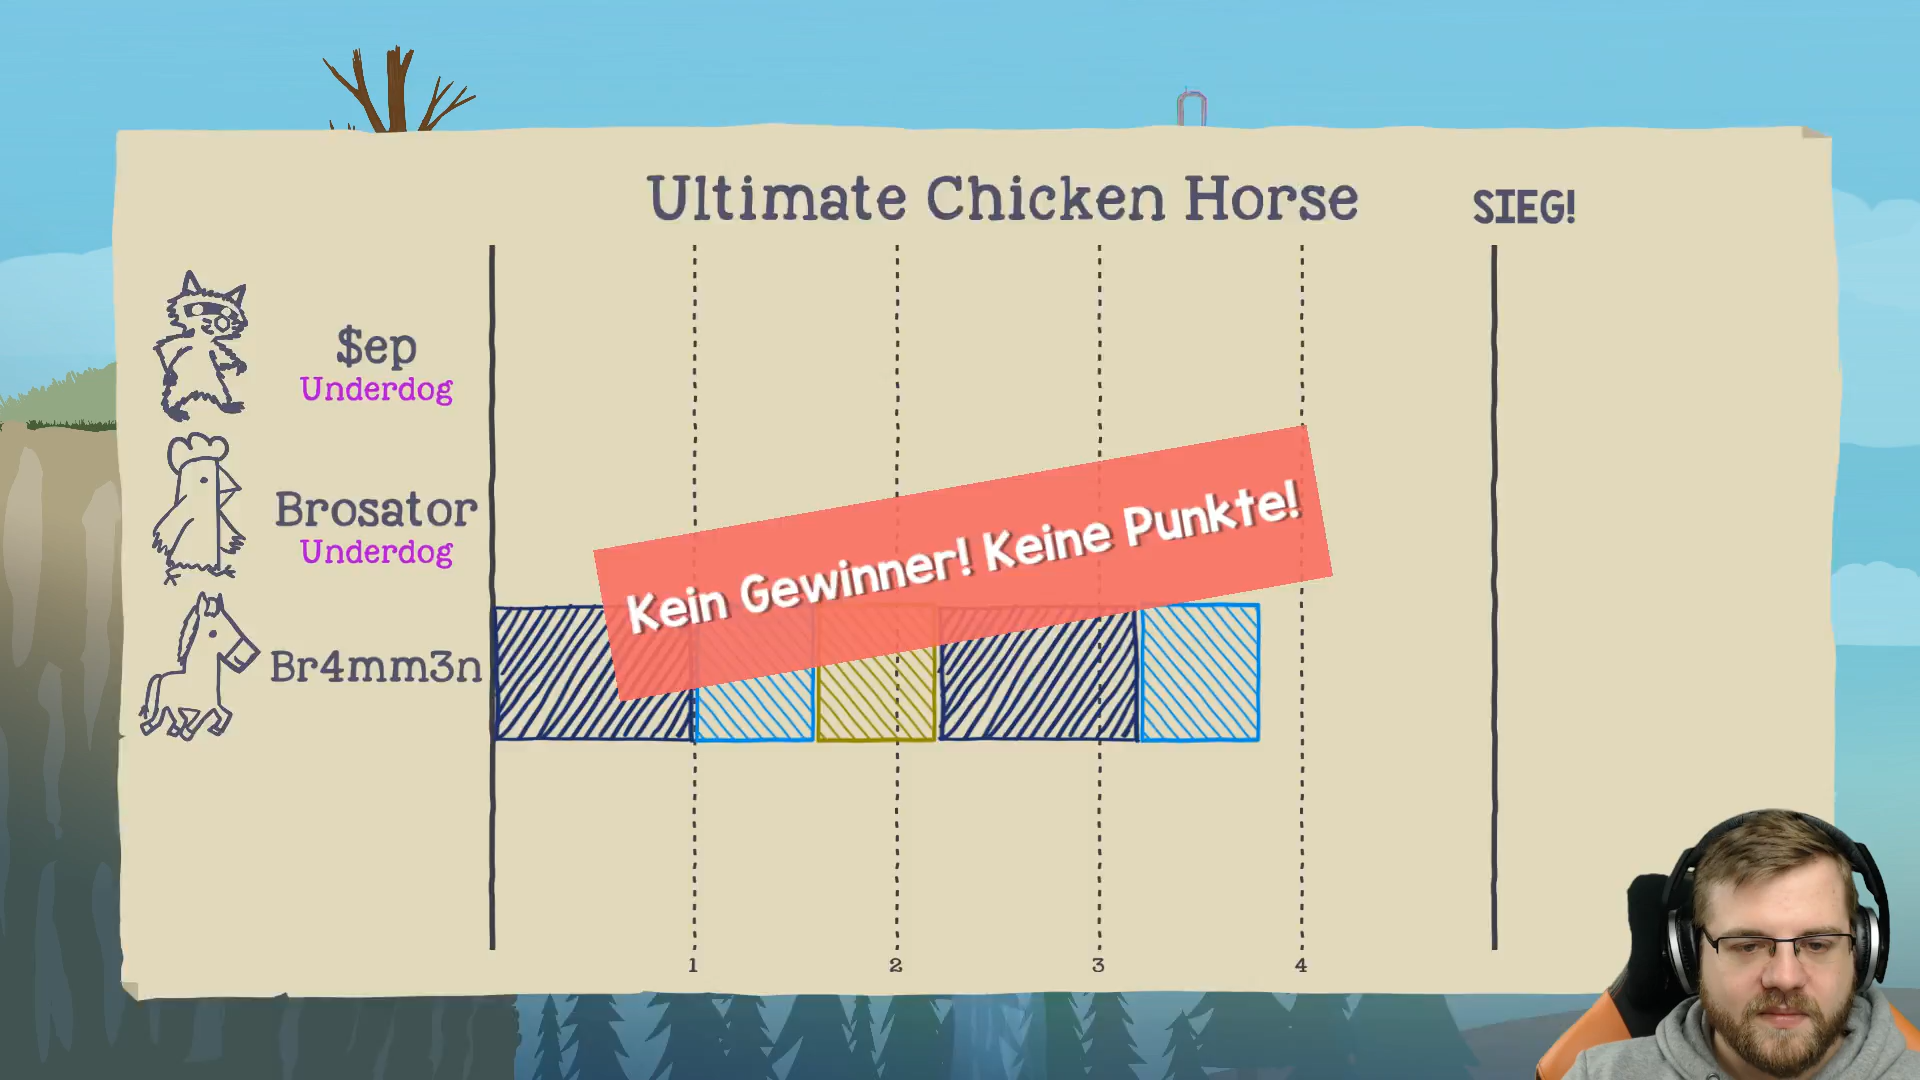 Ultimate Chicken Horse
SIEG!
$ep
Underdog
Brosator
Underdog
Kein Gewinner! Keine Punkte!
Br4mm3n
1 2 3 4